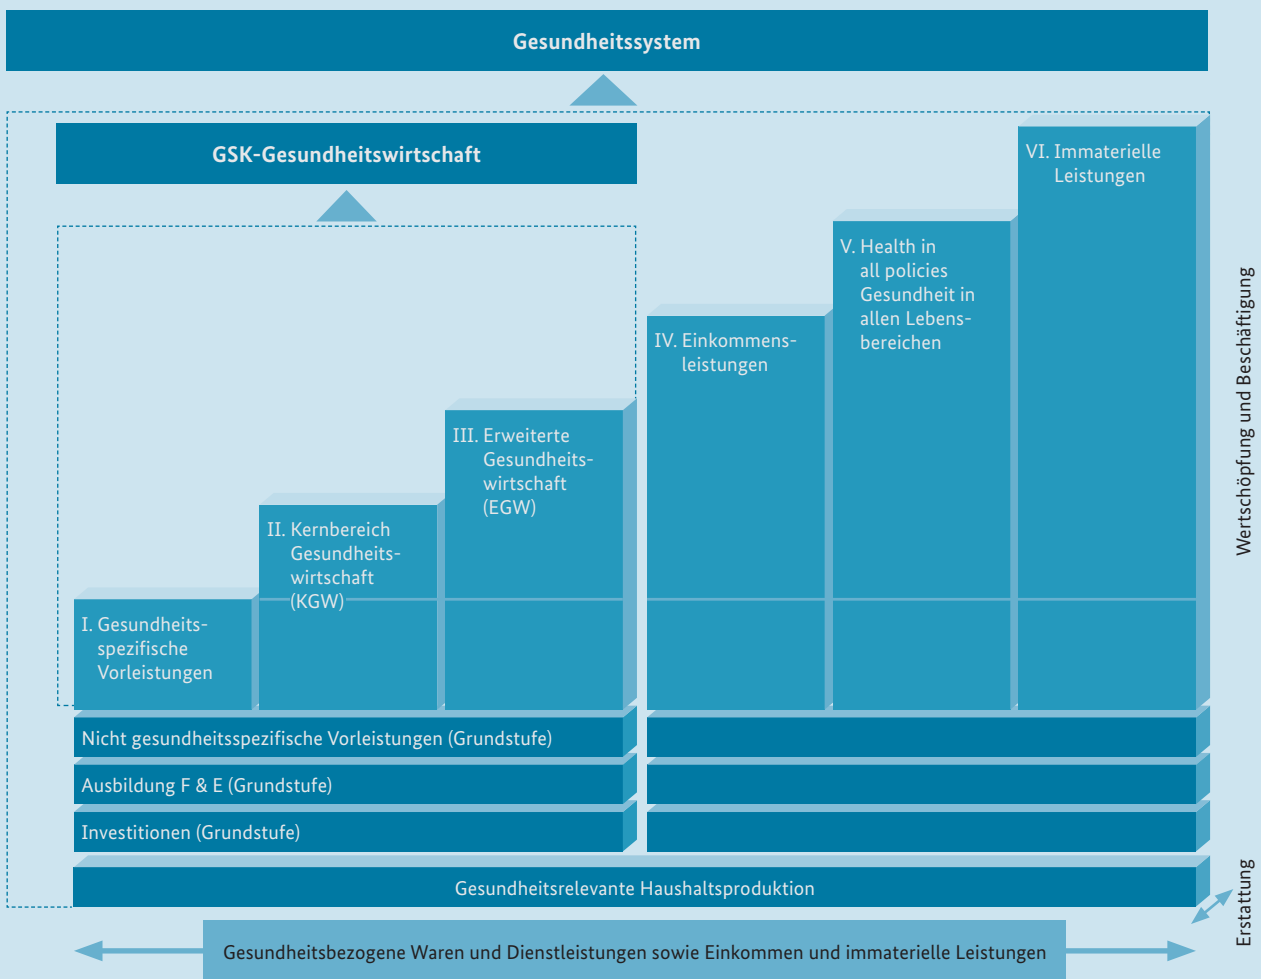 Gesundheitssystem
GSK-Gesundheitswirtschaft
I. Gesundheits-
spezifische
Vorleistungen
II. Kernbereich
Gesundheits-
wirtschaft
(KGW)
III. Erweiterte
Gesundheits-
wirtschaft
(EGW)
IV. Einkommens-
leistungen
V. Health in
all policies
Gesundheit in
allen Lebens-
bereichen
VI. Immaterielle
Leistungen
Nicht gesundheitsspezifische Vorleistungen (Grundstufe)
Ausbildung F & E (Grundstufe)
Investitionen (Grundstufe)
Gesundheitsrelevante Haushaltsproduktion
Gesundheitsbezogene Waren und Dienstleistungen sowie Einkommen und immaterielle Leistungen
Wertschöpfung und Beschäftigung
Erstattung